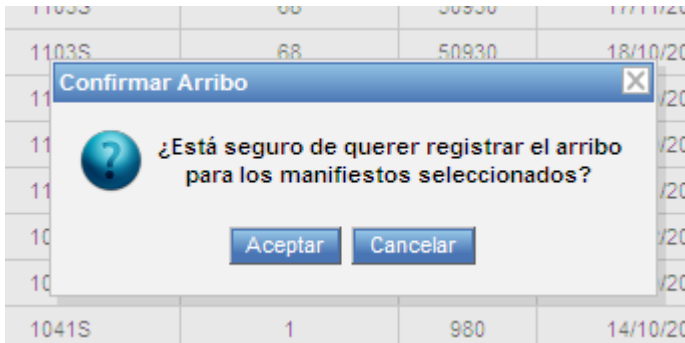 1103S 68 50930 18/10/20
Confirmar Arribo
¿Está seguro de querer registrar el arribo
para los manifiestos seleccionados?
Aceptar Cancelar
1041S 1 980 14/10/20